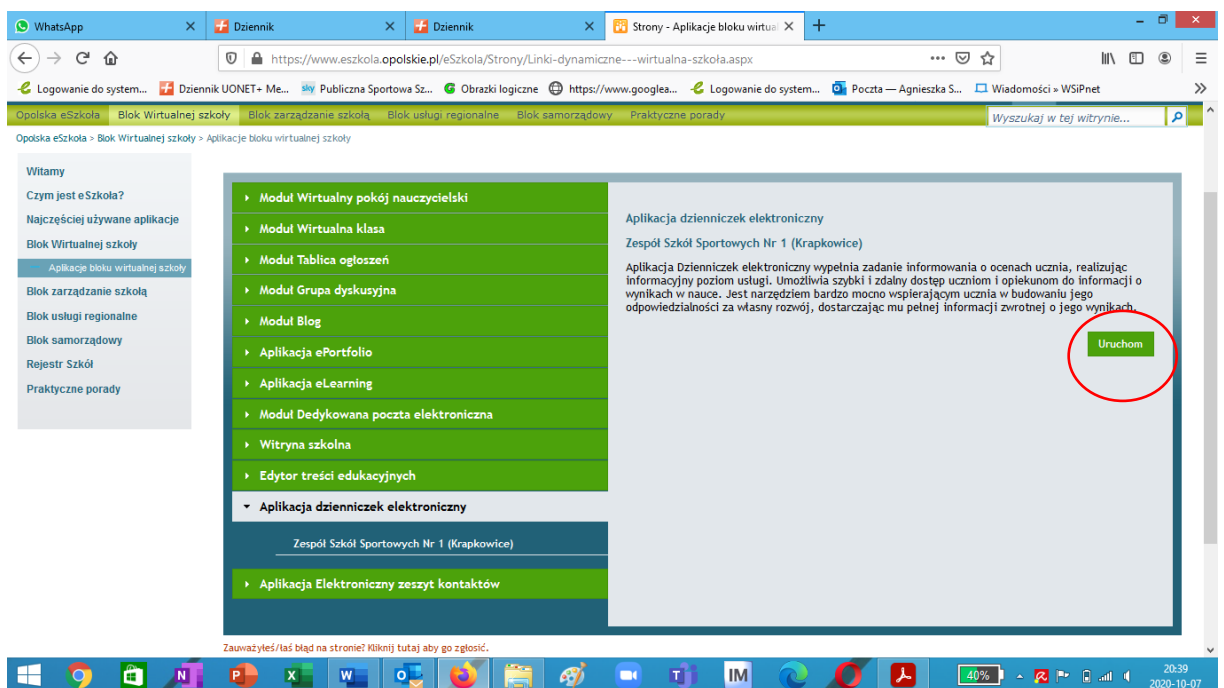 WhatsApp
Dziennik
Dziennik
Strony - Aplikacje bloku wirtual
https://www.eszkola.opolskie.pl/eSzkola/Strony/Linki-dynamiczne---wirtualna-szkoła.aspx
Logowanie do system...
Dziennik UONET+ Me...
sky Publiczna Sportowa Sz...
Obrazki logiczne
https://www.googlea...
Logowanie do system...
Poczta — Agnieszka S...
Wiadomości » WSiPnet
Opolska eSzkoła
Blok Wirtualnej szkoły
Blok zarządzanie szkołą
Blok usługi regionalne
Blok samorządowy
Praktyczne porady
Wyszukaj w tej witrynie...
Opolska eSzkoła > Blok Wirtualnej szkoły > Aplikacje bloku wirtualnej szkoły
Witamy
Czym jest eSzkoła?
Najczęściej używane aplikacje
Blok Wirtualnej szkoły
Aplikacje bloku wirtualnej szkoły
Blok zarządzanie szkołą
Blok usługi regionalne
Blok samorządowy
Rejestr Szkół
Praktyczne porady
Moduł Wirtualny pokój nauczycielski
Moduł Wirtualna klasa
Moduł Tablica ogłoszeń
Moduł Grupa dyskusyjna
Moduł Blog
Aplikacja ePortfolio
Aplikacja eLearning
Moduł Dedykowana poczta elektroniczna
Witryna szkolna
Edytor treści edukacyjnych
Aplikacja dzienniczek elektroniczny
Zespół Szkół Sportowych Nr 1 (Krapkowice)
Aplikacja Elektroniczny zeszyt kontaktów
Aplikacja dzienniczek elektroniczny
Zespół Szkół Sportowych Nr 1 (Krapkowice)
Aplikacja Dzienniczek elektroniczny wypełnia zadanie informowania o ocenach ucznia, realizując
informacyjny poziom usługi. Umożliwia szybki i zdalny dostęp uczniom i opiekunom do informacji o
wynikach w nauce. Jest narzędziem bardzo mocno wspierającym ucznia w budowaniu jego
odpowiedzialności za własny rozwój, dostarczając mu pełnej informacji zwrotnej o jego wynikach.
Uruchom
Zauważyłeś/łaś błąd na stronie? Kliknij tutaj aby go zgłosić.
IM
40%
20:39
2020-10-07